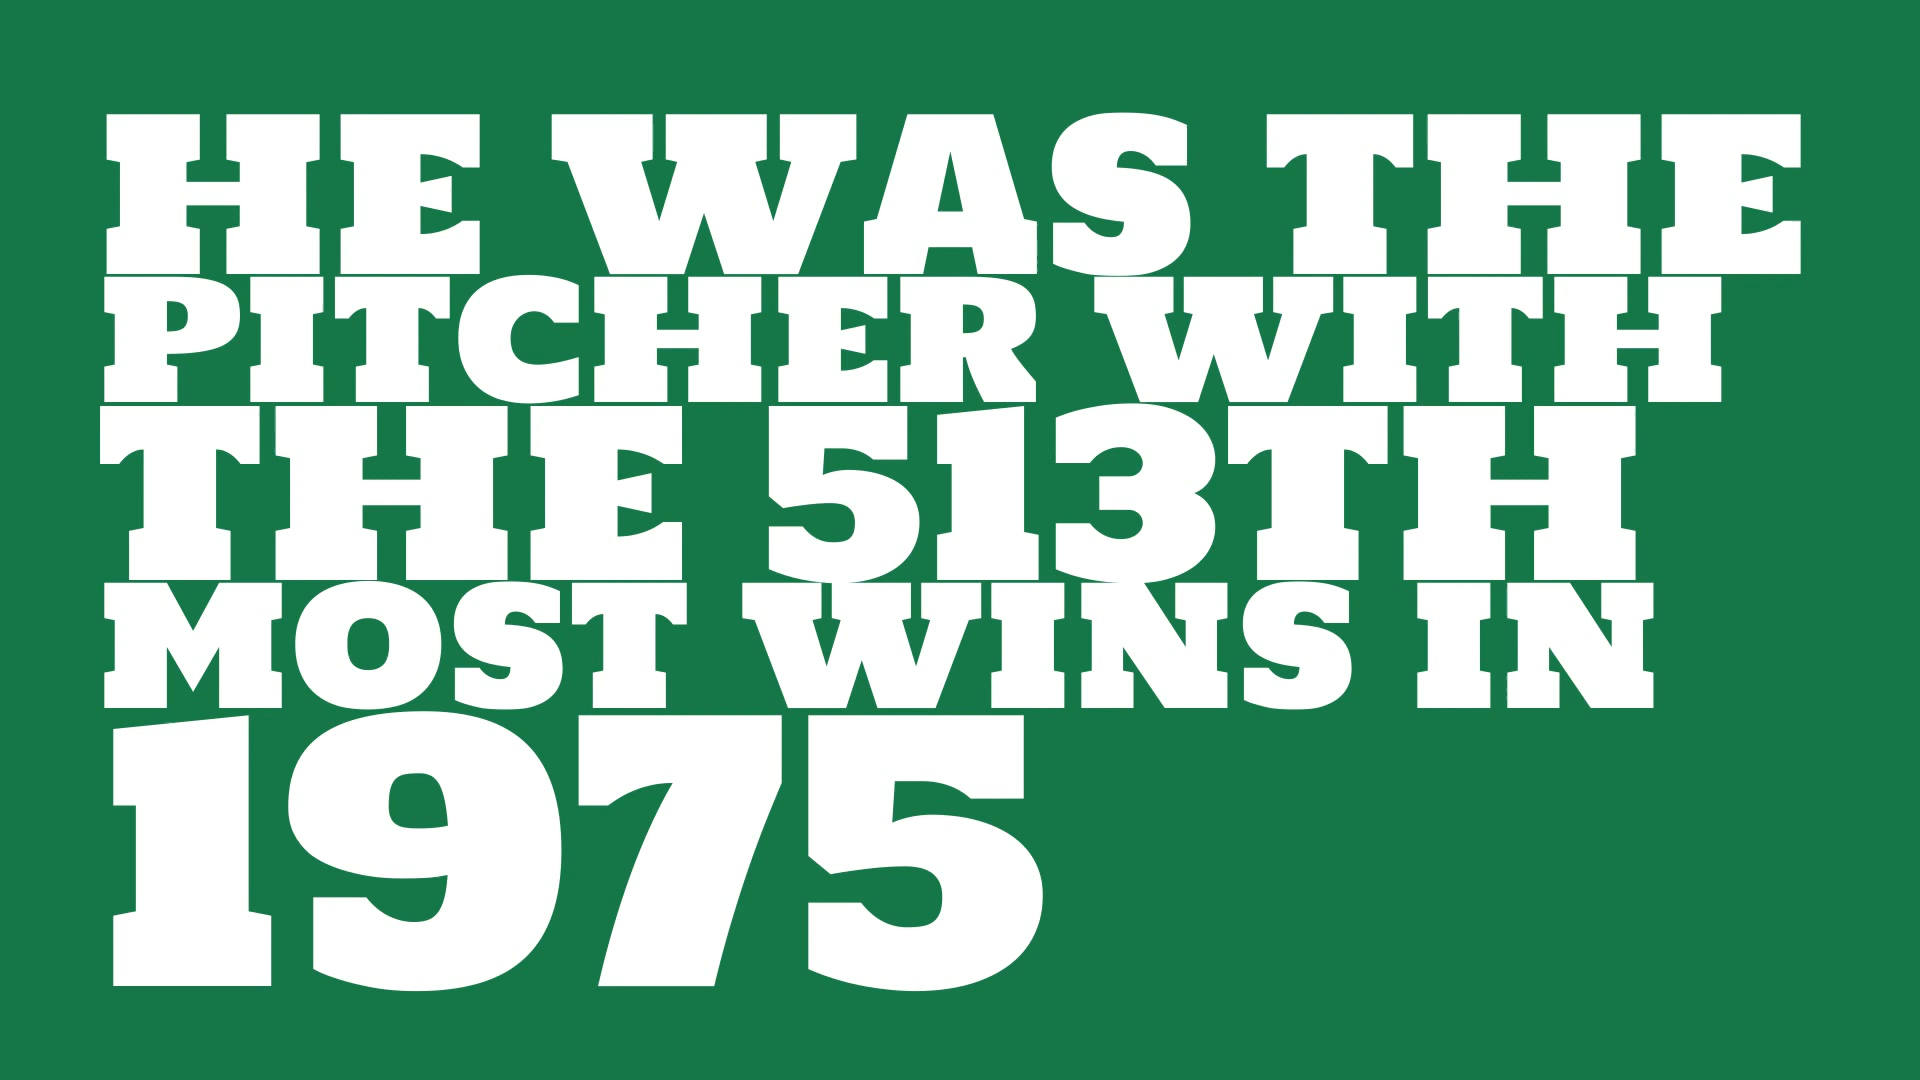 HE WAS THE
PITCHER WITH
THE 513TH
MOST WINS IN
1975